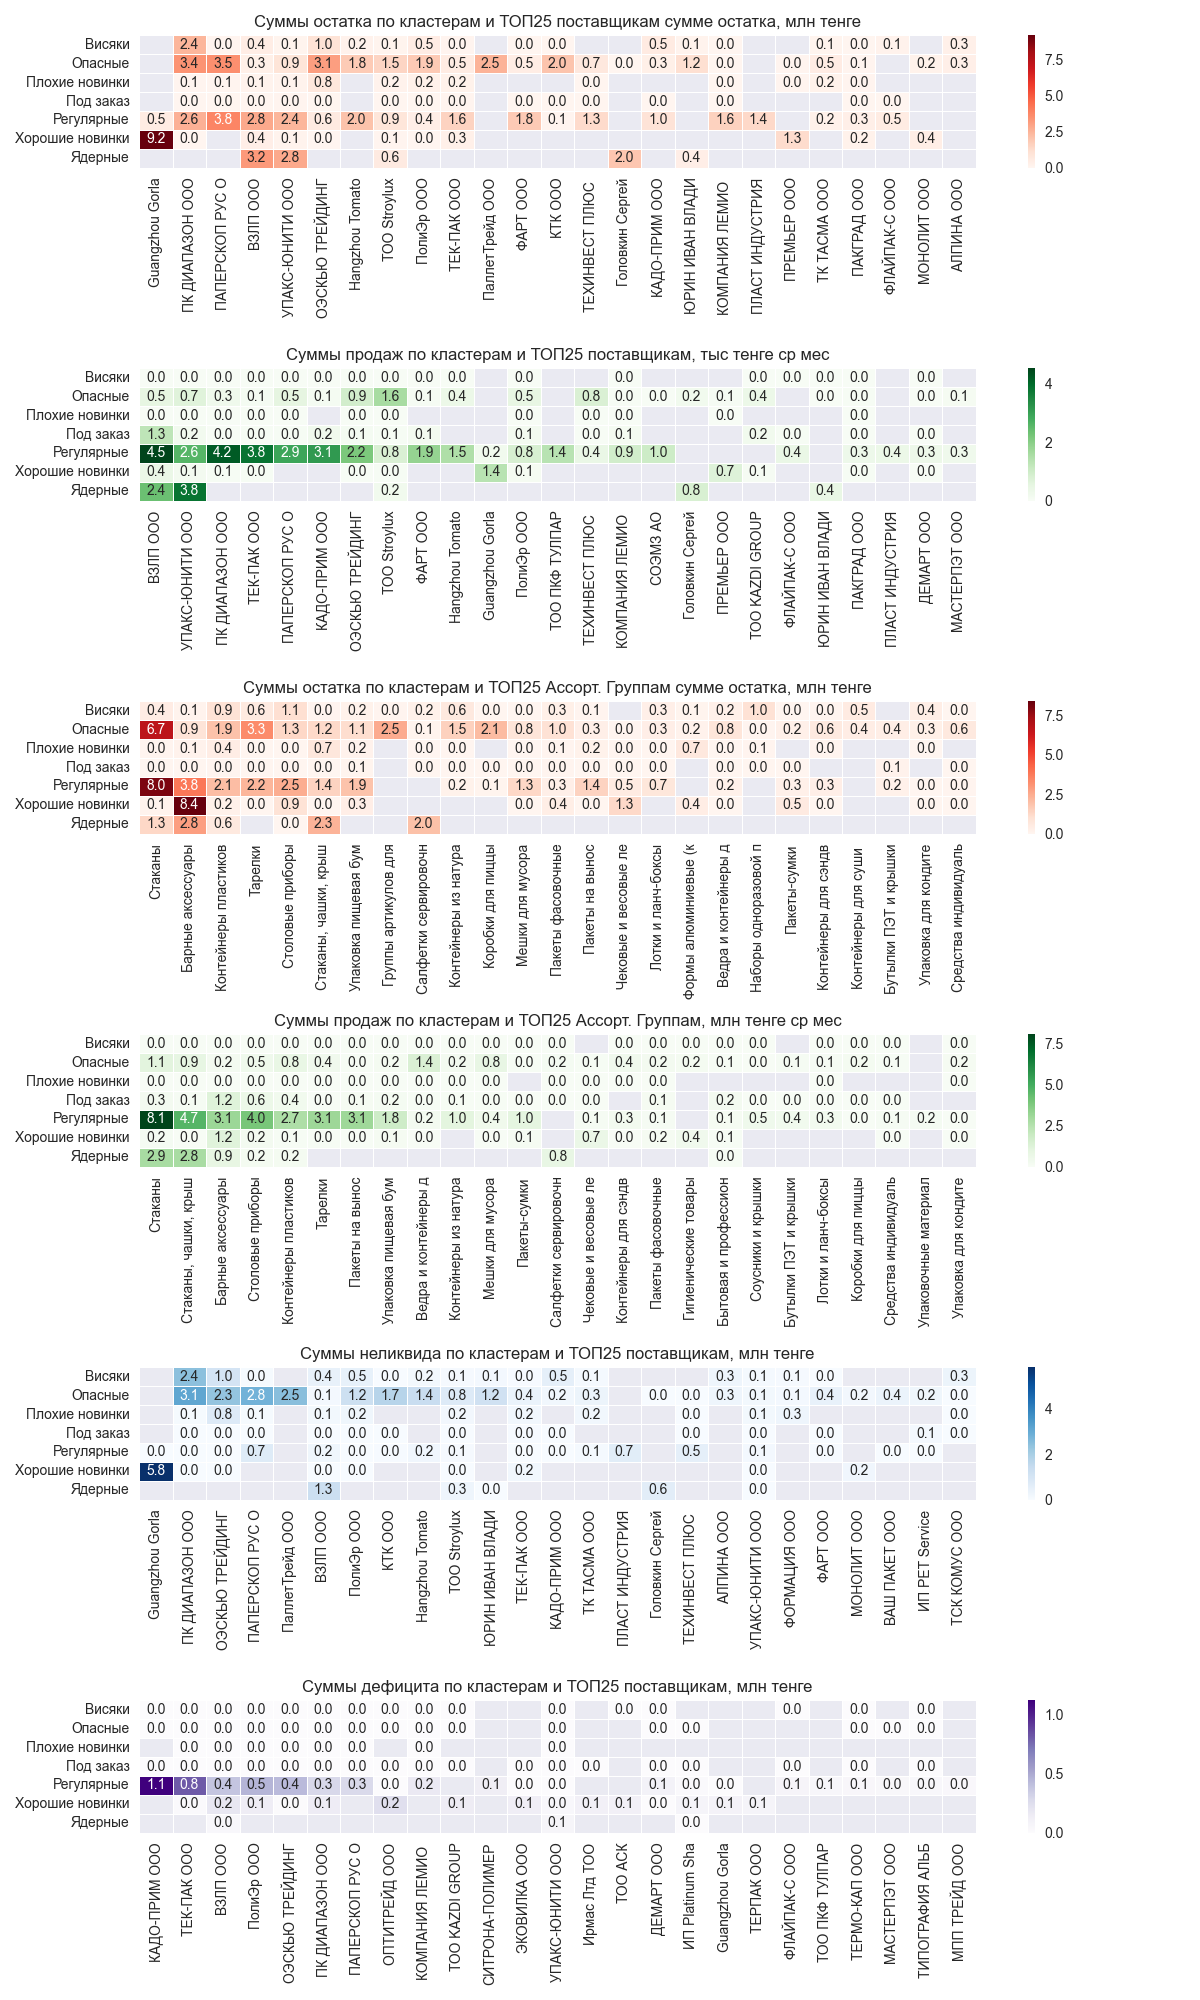 Суммы остатка по кластерам и ТОП25 поставщикам сумме остатка, млн тенге
Висяки 2.4 0.0 0.4 0.1 1.0 0.2 0.1 0.5 0.0 0.0 0.0 0.5 0.1 0.0 0.1 0.0 0.1 0.3
Опасные 3.4 3.5 0.3 0.9 3.1 1.8 1.5 1.9 0.5 2.5 0.5 2.0 0.7 0.0 0.3 1.2 0.0 0.0 0.5 0.1 0.2 0.3
Плохие новинки 0.1 0.1 0.1 0.1 0.8 0.2 0.2 0.2 0.0 0.0 0.0 0.2 0.0
Под заказ 0.0 0.0 0.0 0.0 0.0 0.0 0.0 0.0 0.0 0.0 0.0 0.0 0.0 0.0 0.0
Регулярные 0.5 2.6 3.8 2.8 2.4 0.6 2.0 0.9 0.4 1.6 1.8 0.1 1.3 1.0 1.6 1.4 0.2 0.3 0.5
Хорошие новинки 9.2 0.0 0.4 0.1 0.0 0.1 0.0 0.3 1.3 0.2 0.4
Ядерные 3.2 2.8 0.6 2.0 0.4
7.5
5.0
2.5
0.0
Guangzhou Gorla
ПК ДИАПАЗОН ООО
ПАПЕРСКОП РУС О
ВЗЛП ООО
УПАКС-ЮНИТИ ООО
ОЭСКЬЮ ТРЕЙДИНГ
Hangzhou Tomato
ТОО Stroylux
ПолиЭр ООО
ТЕК-ПАК ООО
ПаллетТрейд ООО
ФАРТ ООО
КТК ООО
ТЕХИНВЕСТ ПЛЮС
Головкин Сергей
КАДО-ПРИМ ООО
ЮРИН ИВАН ВЛАДИ
КОМПАНИЯ ЛЕМИО
ПЛАСТ ИНДУСТРИЯ
ПРЕМЬЕР ООО
ТК ТАСМА ООО
ПАКГРАД ООО
ФЛАЙПАК-С ООО
МОНОЛИТ ООО
АЛПИНА ООО
Суммы продаж по кластерам и ТОП25 поставщикам, тыс тенге ср мес
Висяки 0.0 0.0 0.0 0.0 0.0 0.0 0.0 0.0 0.0 0.0 0.0 0.0 0.0 0.0 0.0 0.0 0.0
Опасные 0.5 0.7 0.3 0.1 0.5 0.1 0.9 1.6 0.1 0.4 0.5 0.8 0.0 0.0 0.2 0.1 0.4 0.0 0.0 0.0 0.1
Плохие новинки 0.0 0.0 0.0 0.0 0.0 0.0 0.0 0.0 0.0 0.0 0.0 0.0
Под заказ 1.3 0.2 0.0 0.0 0.0 0.2 0.1 0.1 0.1 0.1 0.0 0.1 0.2 0.0 0.0 0.0
Регулярные 4.5 2.6 4.2 3.8 2.9 3.1 2.2 0.8 1.9 1.5 0.2 0.8 1.4 0.4 0.9 1.0 0.4 0.3 0.4 0.3 0.3
Хорошие новинки 0.4 0.1 0.1 0.0 0.0 0.0 1.4 0.1 0.7 0.1 0.0 0.0
Ядерные 2.4 3.8 0.2 0.8 0.4
4
2
0
ВЗЛП ООО
УПАКС-ЮНИТИ ООО
ПК ДИАПАЗОН ООО
ТЕК-ПАК ООО
ПАПЕРСКОП РУС О
КАДО-ПРИМ ООО
ОЭСКЬЮ ТРЕЙДИНГ
ТОО Stroylux
ФАРТ ООО
Hangzhou Tomato
Guangzhou Gorla
ПолиЭр ООО
ТОО ПКФ ТУЛПАР
ТЕХИНВЕСТ ПЛЮС
КОМПАНИЯ ЛЕМИО
СОЭМЗ АО
Головкин Сергей
ПРЕМЬЕР ООО
ТОО KAZDI GROUP
ФЛАЙПАК-С ООО
ЮРИН ИВАН ВЛАДИ
ПАКГРАД ООО
ПЛАСТ ИНДУСТРИЯ
ДЕМАРТ ООО
МАСТЕРПЭТ ООО
Суммы остатка по кластерам и ТОП25 Ассорт. Группам сумме остатка, млн тенге
Висяки 0.4 0.1 0.9 0.6 1.1 0.0 0.2 0.0 0.2 0.6 0.0 0.0 0.3 0.1 0.3 0.1 0.2 1.0 0.0 0.0 0.5 0.4 0.0
Опасные 6.7 0.9 1.9 3.3 1.3 1.2 1.1 2.5 0.1 1.5 2.1 0.8 1.0 0.3 0.0 0.3 0.2 0.8 0.0 0.2 0.6 0.4 0.4 0.3 0.6
Плохие новинки 0.0 0.1 0.4 0.0 0.0 0.7 0.2 0.0 0.0 0.0 0.1 0.2 0.0 0.0 0.7 0.0 0.1 0.0 0.0
Под заказ 0.0 0.0 0.0 0.0 0.0 0.0 0.1 0.0 0.0 0.0 0.0 0.0 0.0 0.0 0.0 0.0 0.0 0.0 0.1 0.0
Регулярные 8.0 3.8 2.1 2.2 2.5 1.4 1.9 0.2 0.1 1.3 0.3 1.4 0.5 0.7 0.2 0.3 0.3 0.2 0.0 0.0
Хорошие новинки 0.1 8.4 0.2 0.0 0.9 0.0 0.3 0.0 0.4 0.0 1.3 0.4 0.0 0.5 0.0 0.0 0.0
Ядерные 1.3 2.8 0.6 0.0 2.3 2.0
7.5
5.0
2.5
0.0
Стаканы
Барные аксессуары
Контейнеры пластиков
Тарелки
Столовые приборы
Стаканы, чашки, крыш
Упаковка пищевая бум
Группы артикулов для
Салфетки сервировочн
Контейнеры из натура
Коробки для пиццы
Мешки для мусора
Пакеты фасовочные
Пакеты на вынос
Чековые и весовые ле
Лотки и ланч-боксы
Формы алюминиевые (к
Ведра и контейнеры д
Наборы одноразовой п
Пакеты-сумки
Контейнеры для сэндв
Контейнеры для суши
Бутылки ПЭТ и крышки
Упаковка для кондите
Средства индивидуаль
Суммы продаж по кластерам и ТОП25 Ассорт. Группам, млн тенге ср мес
Висяки 0.0 0.0 0.0 0.0 0.0 0.0 0.0 0.0 0.0 0.0 0.0 0.0 0.0 0.0 0.0 0.0 0.0 0.0 0.0 0.0 0.0 0.0
Опасные 1.1 0.9 0.2 0.5 0.8 0.4 0.0 0.2 1.4 0.2 0.8 0.0 0.2 0.1 0.4 0.2 0.2 0.1 0.0 0.1 0.1 0.2 0.1 0.2
Плохие новинки 0.0 0.0 0.0 0.0 0.0 0.0 0.0 0.0 0.0 0.0 0.0 0.0 0.0 0.0 0.0 0.0 0.0
Под заказ 0.3 0.1 1.2 0.6 0.4 0.0 0.1 0.2 0.0 0.1 0.0 0.0 0.0 0.0 0.1 0.2 0.0 0.0 0.0 0.0 0.0
Регулярные 8.1 4.7 3.1 4.0 2.7 3.1 3.1 1.8 0.2 1.0 0.4 1.0 0.1 0.3 0.1 0.1 0.5 0.4 0.3 0.0 0.1 0.2 0.0
Хорошие новинки 0.2 0.0 1.2 0.2 0.1 0.0 0.0 0.1 0.0 0.0 0.1 0.7 0.0 0.2 0.4 0.1 0.0 0.0
Ядерные 2.9 2.8 0.9 0.2 0.2 0.8 0.0
7.5
5.0
2.5
0.0
Стаканы
Стаканы, чашки, крыш
Барные аксессуары
Столовые приборы
Контейнеры пластиков
Тарелки
Пакеты на вынос
Упаковка пищевая бум
Ведра и контейнеры д
Контейнеры из натура
Мешки для мусора
Пакеты-сумки
Салфетки сервировочн
Чековые и весовые ле
Контейнеры для сэндв
Пакеты фасовочные
Гигиенические товары
Бытовая и профессион
Соусники и крышки
Бутылки ПЭТ и крышки
Лотки и ланч-боксы
Коробки для пиццы
Средства индивидуаль
Упаковочные материал
Упаковка для кондите
Суммы неликвида по кластерам и ТОП25 поставщикам, млн тенге
Висяки 2.4 1.0 0.0 0.4 0.5 0.0 0.2 0.1 0.1 0.0 0.5 0.1 0.3 0.1 0.1 0.0 0.3
Опасные 3.1 2.3 2.8 2.5 0.1 1.2 1.7 1.4 0.8 1.2 0.4 0.2 0.3 0.0 0.0 0.3 0.1 0.1 0.4 0.2 0.4 0.2 0.0
Плохие новинки 0.1 0.8 0.1 0.1 0.2 0.2 0.2 0.2 0.0 0.1 0.3 0.0
Под заказ 0.0 0.0 0.0 0.0 0.0 0.0 0.0 0.0 0.0 0.0 0.0 0.0 0.0 0.1 0.0
Регулярные 0.0 0.0 0.0 0.7 0.2 0.0 0.0 0.2 0.1 0.0 0.0 0.1 0.7 0.5 0.1 0.0 0.0 0.0
Хорошие новинки 5.8 0.0 0.0 0.0 0.0 0.0 0.2 0.0 0.2
Ядерные 1.3 0.3 0.0 0.6 0.0
4
2
0
Guangzhou Gorla
ПК ДИАПАЗОН ООО
ОЭСКЬЮ ТРЕЙДИНГ
ПАПЕРСКОП РУС О
ПаллетТрейд ООО
ВЗЛП ООО
ПолиЭр ООО
КТК ООО
Hangzhou Tomato
ТОО Stroylux
ЮРИН ИВАН ВЛАДИ
ТЕК-ПАК ООО
КАДО-ПРИМ ООО
ТК ТАСМА ООО
ПЛАСТ ИНДУСТРИЯ
Головкин Сергей
ТЕХИНВЕСТ ПЛЮС
АЛПИНА ООО
УПАКС-ЮНИТИ ООО
ФОРМАЦИЯ ООО
ФАРТ ООО
МОНОЛИТ ООО
ВАШ ПАКЕТ ООО
ИП PET Service
ТСК КОМУС ООО
Суммы дефицита по кластерам и ТОП25 поставщикам, млн тенге
Висяки 0.0 0.0 0.0 0.0 0.0 0.0 0.0 0.0 0.0 0.0 0.0 0.0 0.0 0.0 0.0 0.0
Опасные 0.0 0.0 0.0 0.0 0.0 0.0 0.0 0.0 0.0 0.0 0.0 0.0 0.0 0.0 0.0 0.0
Плохие новинки 0.0 0.0 0.0 0.0 0.0 0.0 0.0 0.0
Под заказ 0.0 0.0 0.0 0.0 0.0 0.0 0.0 0.0 0.0 0.0 0.0 0.0 0.0 0.0 0.0 0.0
Регулярные 1.1 0.8 0.4 0.5 0.4 0.3 0.3 0.0 0.2 0.1 0.0 0.0 0.1 0.0 0.0 0.1 0.1 0.1 0.0 0.0 0.0
Хорошие новинки 0.0 0.2 0.1 0.0 0.1 0.2 0.1 0.1 0.0 0.1 0.1 0.0 0.1 0.1 0.1
Ядерные 0.0 0.1 0.0
1.0
0.5
0.0
КАДО-ПРИМ ООО
ТЕК-ПАК ООО
ВЗЛП ООО
ПолиЭр ООО
ОЭСКЬЮ ТРЕЙДИНГ
ПК ДИАПАЗОН ООО
ПАПЕРСКОП РУС О
ОПТИТРЕЙД ООО
КОМПАНИЯ ЛЕМИО
ТОО KAZDI GROUP
СИТРОНА-ПОЛИМЕР
ЭКОВИЛКА ООО
УПАКС-ЮНИТИ ООО
Ирмас Лтд ТОО
ТОО АСК
ДЕМАРТ ООО
ИП Platinum Sha
Guangzhou Gorla
ТЕРПАК ООО
ФЛАЙПАК-С ООО
ТОО ПКФ ТУЛПАР
ТЕРМО-КАП ООО
МАСТЕРПЭТ ООО
ТИПОГРАФИЯ АЛЬБ
МПП ТРЕЙД ООО